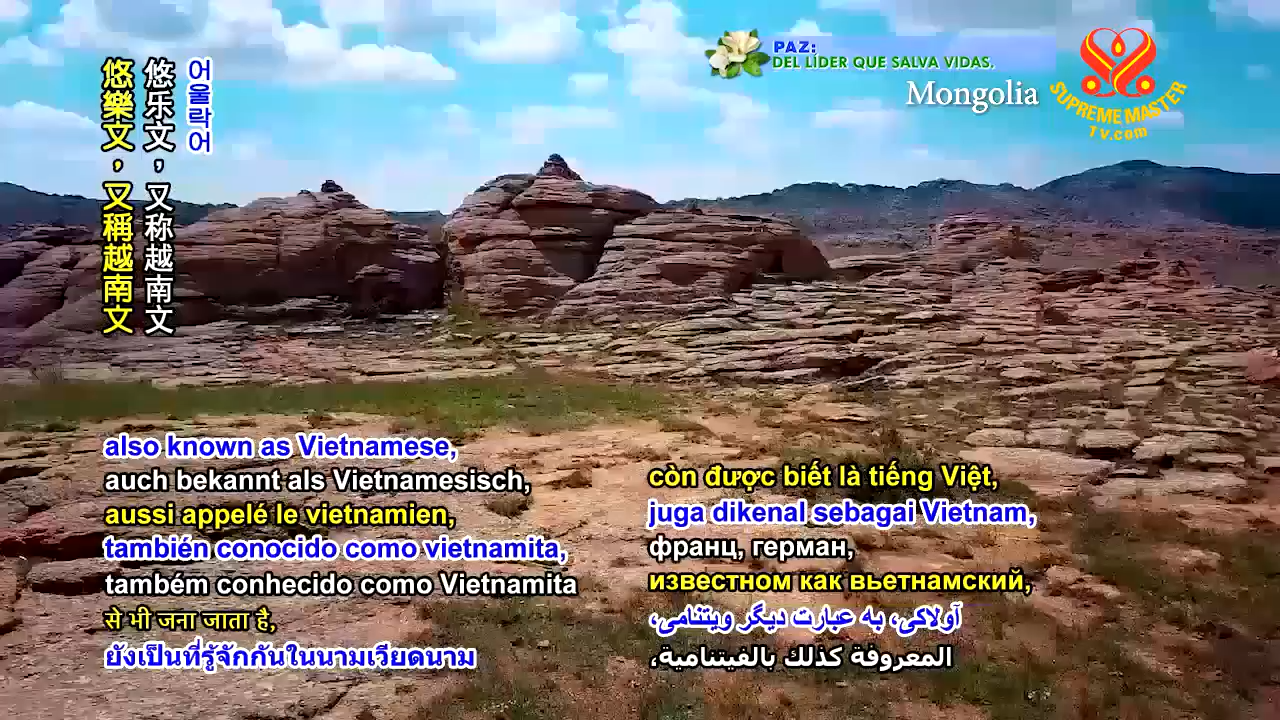 PAZ:
DEL LÍDER QUE SALVA VIDAS.
Mongolia
SUPREME MASTER
TV.com
어울락어
悠乐文，又称越南文
悠樂文，又稱越南文
also known as Vietnamese,
auch bekannt als Vietnamesisch,
aussi appelé le vietnamien,
también conocido como vietnamita,
também conhecido como Vietnamita
से भी जना जाता है,
ยังเป็นที่รู้จักกันในนามเวียดนาม
còn được biết là tiếng Việt,
juga dikenal sebagai Vietnam,
франц, герман,
известном как вьетнамский,
آولاکی، به عبارت دیگر ویتنامی،
المعروفة كذلك بالفيتنامية،